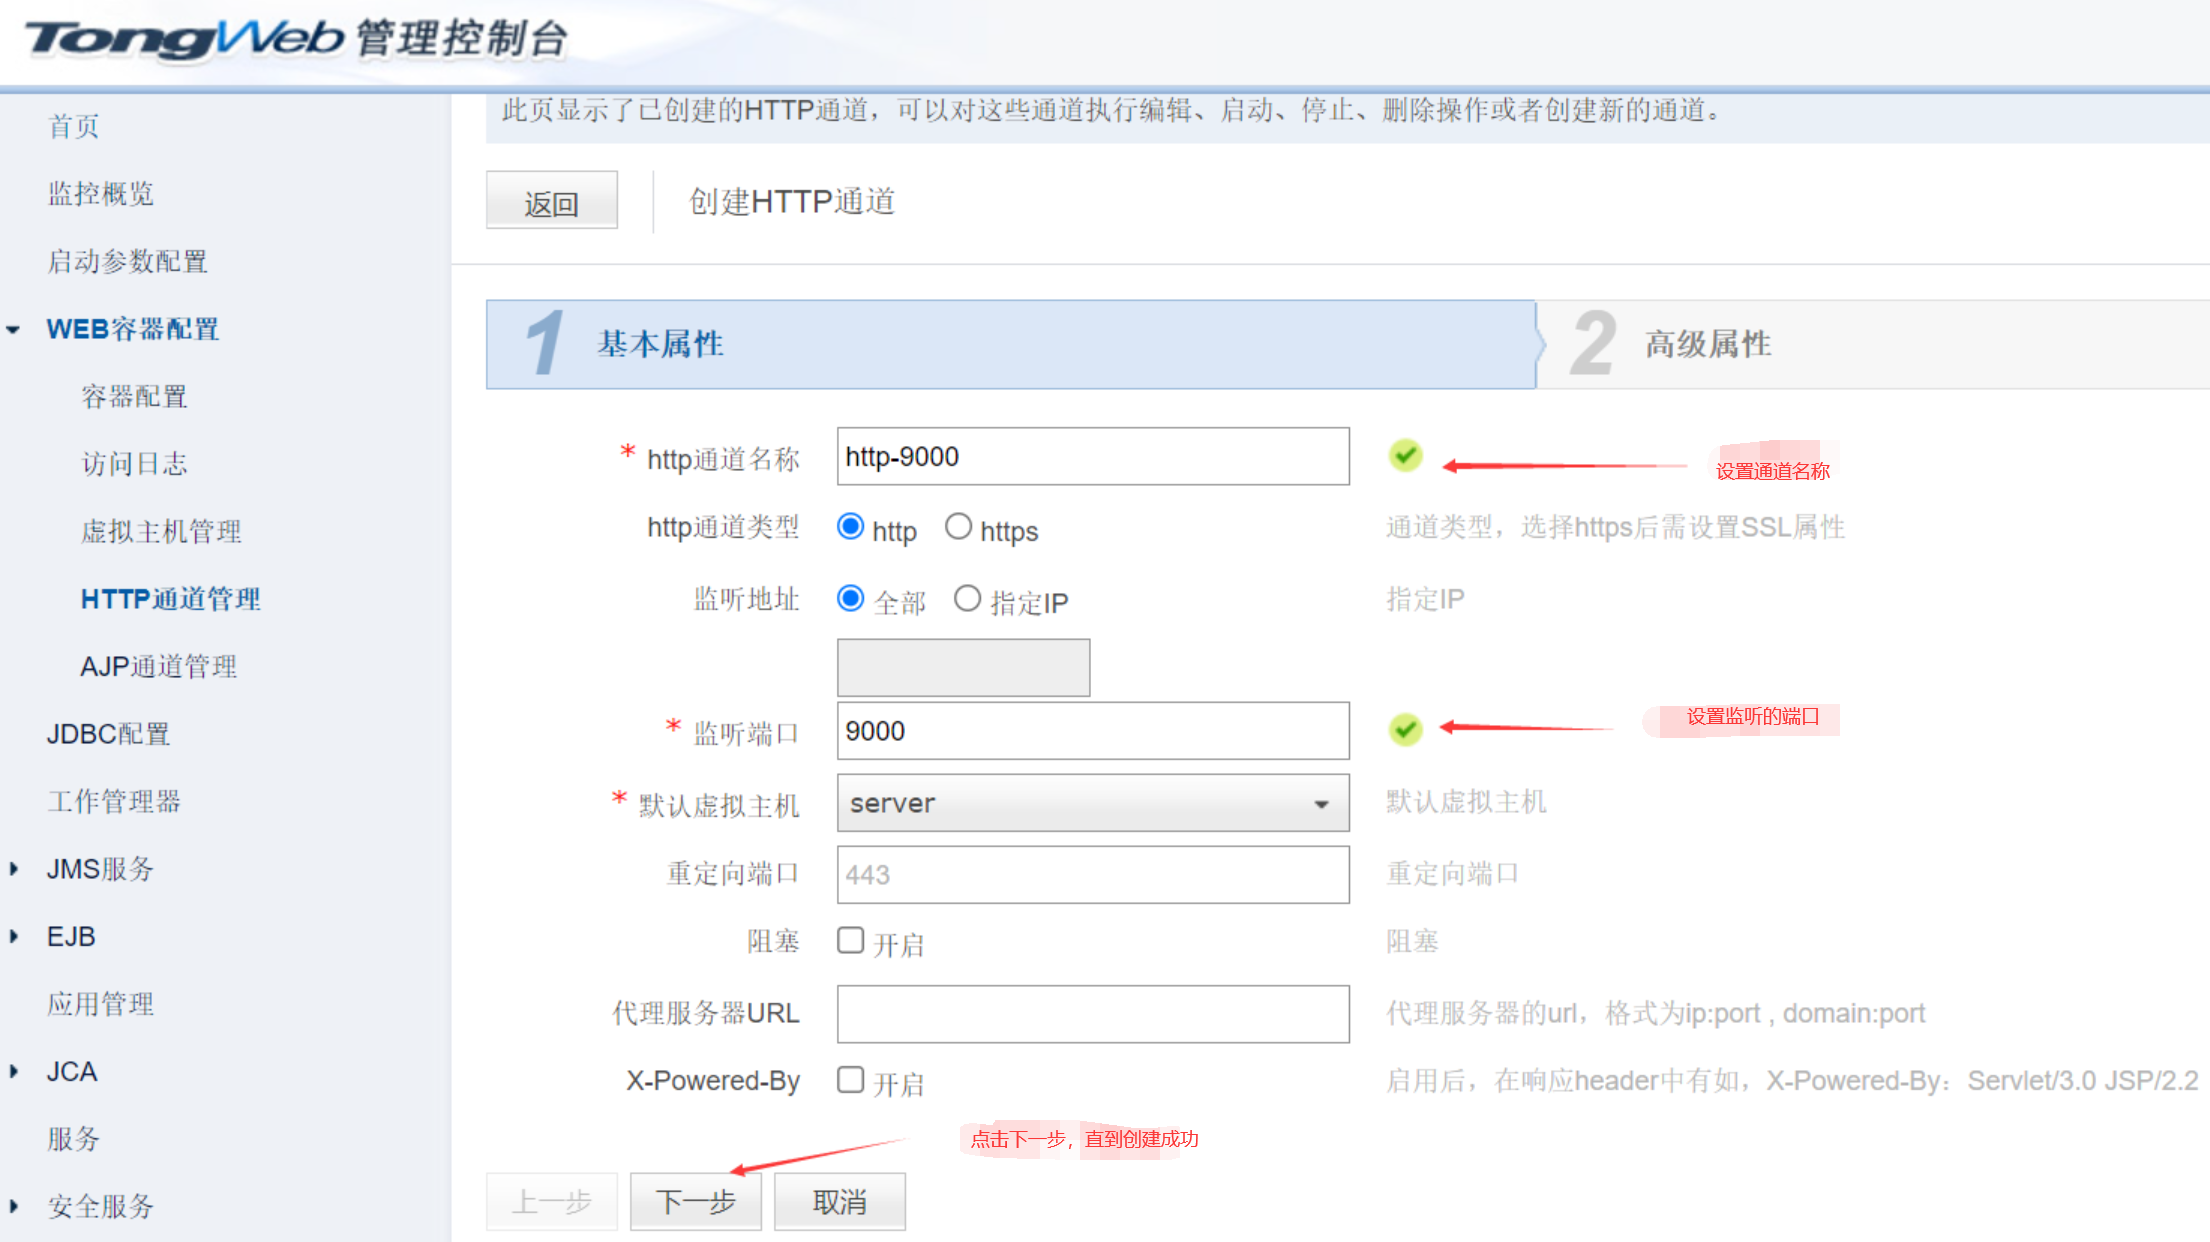 TongWeb 管理控制台
首页
监控概览
启动参数配置
WEB容器配置
容器配置
访问日志
虚拟主机管理
HTTP通道管理
AJP通道管理
JDBC配置
工作管理器
JMS服务
EJB
应用管理
JCA
服务
安全服务
此页显示了已创建的HTTP通道，可以对这些通道执行编辑、启动、停止、删除操作或者创建新的通道。
返回 创建HTTP通道
1 基本属性 2 高级属性
* http通道名称 http-9000 设置通道名称
http通道类型 http https 通道类型，选择https后需设置SSL属性
监听地址 全部 指定IP 指定IP
* 监听端口 9000 设置监听的端口
* 默认虚拟主机 server 默认虚拟主机
重定向端口 443 重定向端口
阻塞 开启 阻塞
代理服务器URL 代理服务器的url，格式为ip:port , domain:port
X-Powered-By 开启 启用后，在响应header中有如，X-Powered-By：Servlet/3.0 JSP/2.2
点击下一步，直到创建成功
上一步 下一步 取消